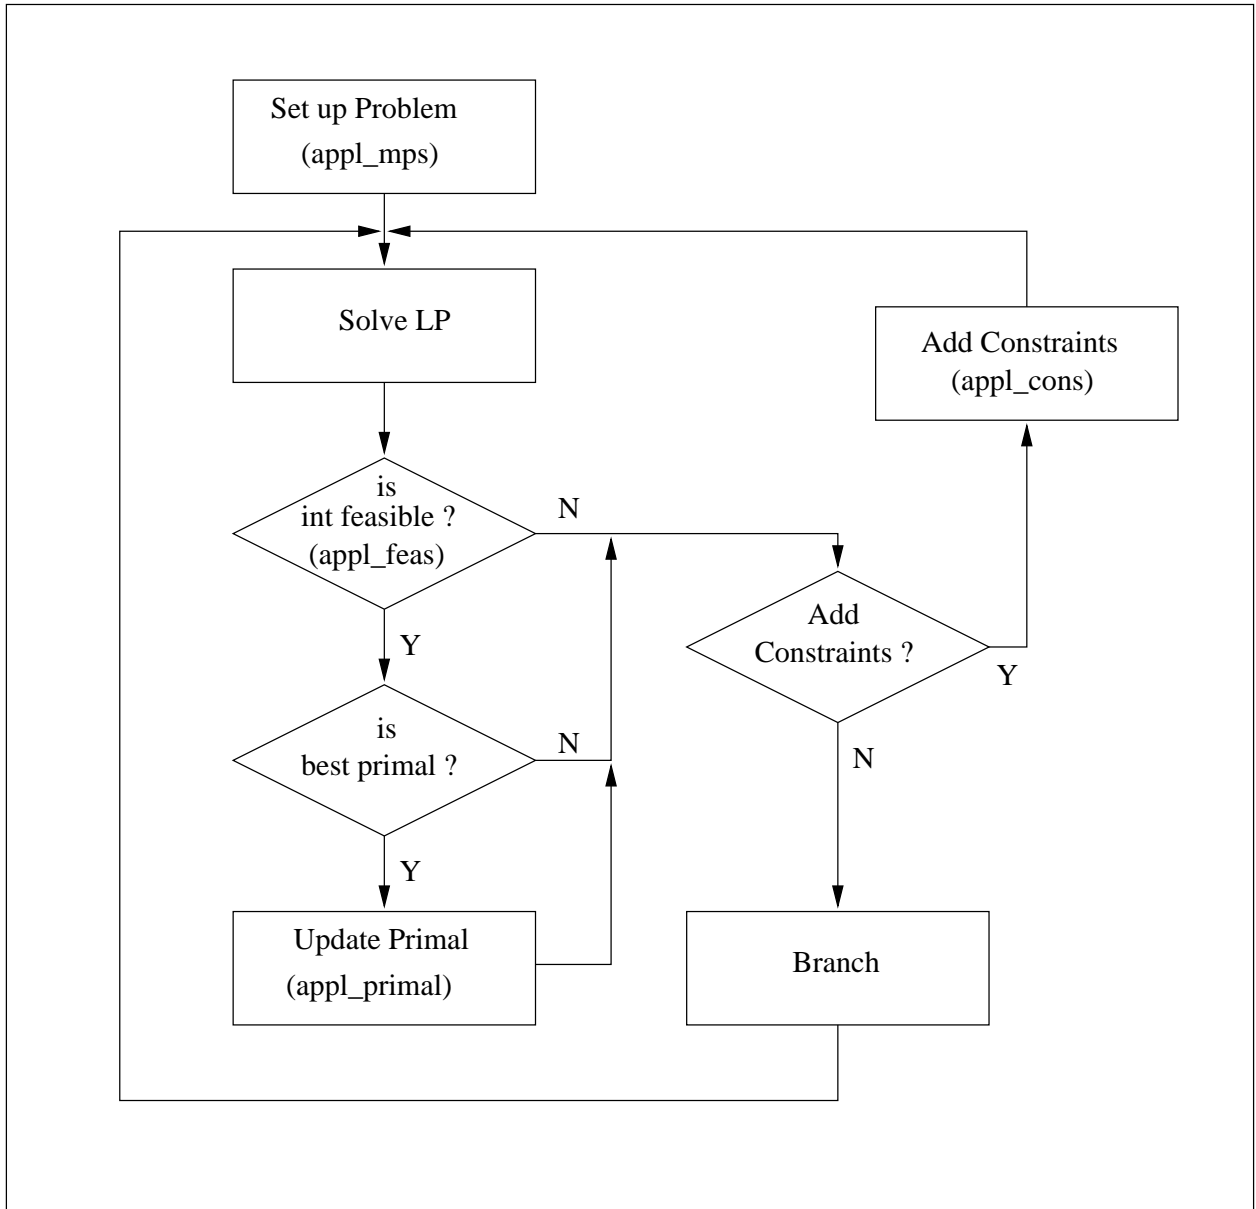 Set up Problem
(appl_mps)
Solve LP
Add Constraints
(appl_cons)
is
int feasible ?
(appl_feas)
N
Y
Add
Constraints ?
Y
N
is
best primal ?
N
Y
Update Primal
(appl_primal)
Branch